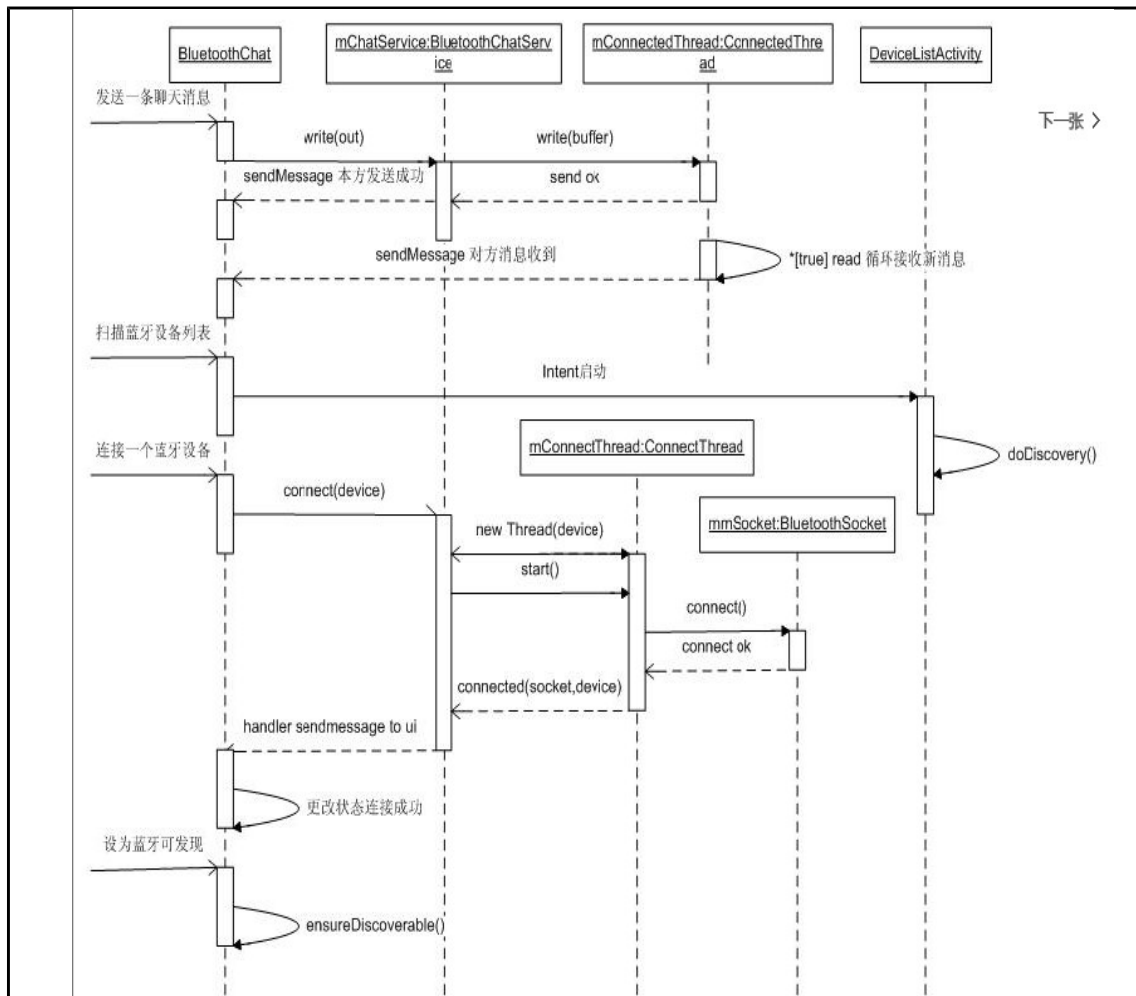 BluetoothChat
mChatService:BluetoothChatServ
ice
mConnectedThread:ConnectedThre
ad
DeviceListActivity
发送一条聊天消息
下一张 >
write(out)
write(buffer)
sendMessage 本方发送成功
send ok
sendMessage 对方消息收到
*[true] read 循环接收新消息
扫描蓝牙设备列表
Intent启动
连接一个蓝牙设备
mConnectThread:ConnectThread
doDiscovery()
connect(device)
mmSocket:BluetoothSocket
new Thread(device)
start()
connect()
connect ok
connected(socket,device)
handler sendmessage to ui
更改状态连接成功
设为蓝牙可发现
ensureDiscoverable()